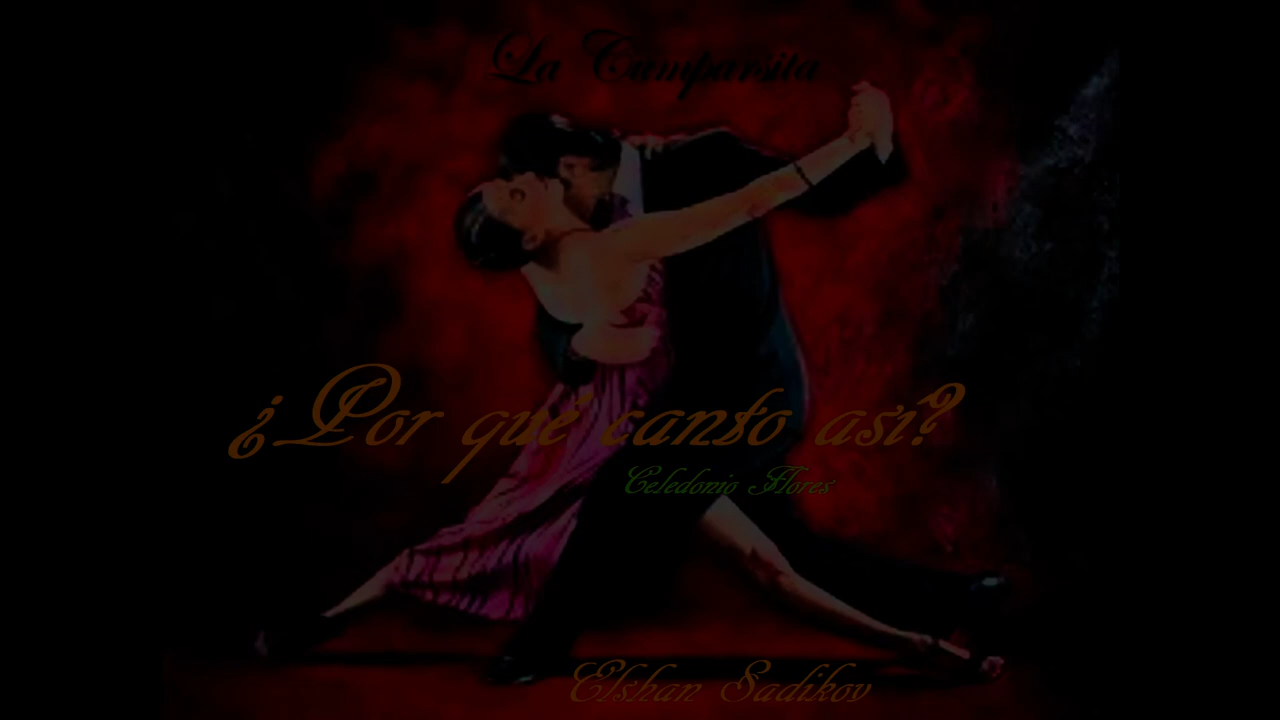 La Cumparsita
¿Por qué canto así?
Celedonio Flores
Elshan Sadikov